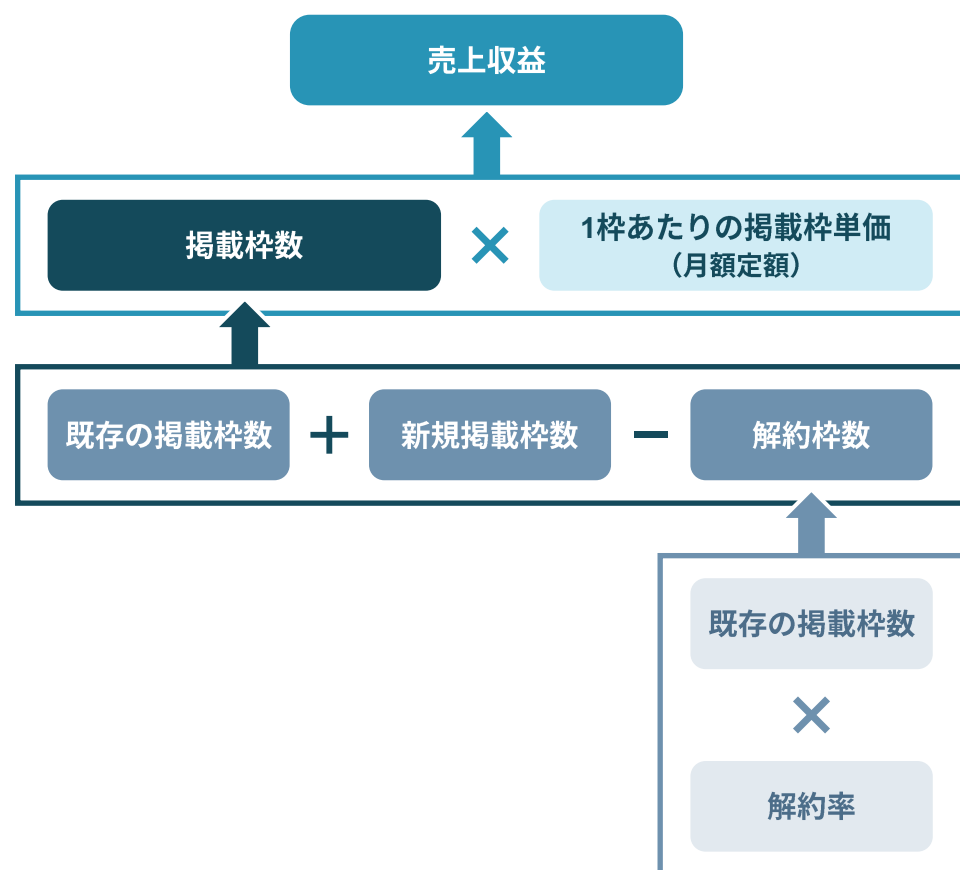 売上収益
掲載枠数
×
1枠あたりの掲載枠単価
（月額定額）
既存の掲載枠数
+
新規掲載枠数
−
解約枠数
既存の掲載枠数
×
解約率